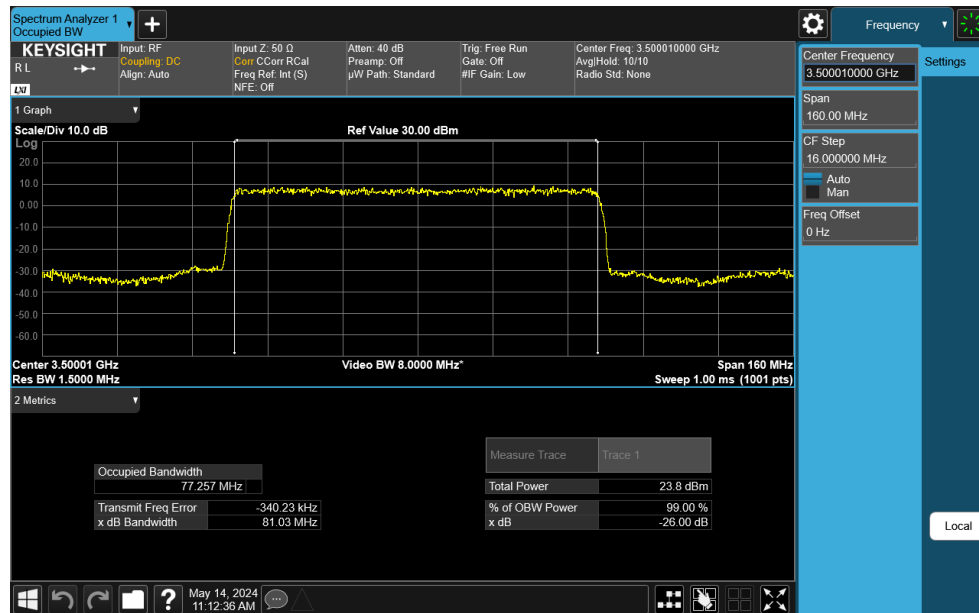 Spectrum Analyzer 1
Occupied BW
Frequency
KEYSIGHT
R L
LXI
Input: RF
Coupling: DC
Align: Auto
Input Z: 50 Ω
Corr CCorr RCal
Freq Ref: Int (S)
NFE: Off
Atten: 40 dB
Preamp: Off
µW Path: Standard
Trig: Free Run
Gate: Off
#IF Gain: Low
Center Freq: 3.500010000 GHz
Avg|Hold: 10/10
Radio Std: None
Center Frequency
3.500010000 GHz
Settings
Span
160.00 MHz
CF Step
16.000000 MHz
Auto
Man
Freq Offset
0 Hz
1 Graph
Scale/Div 10.0 dB
Ref Value 30.00 dBm
Log
20.0
10.0
0.00
-10.0
-20.0
-30.0
-40.0
-50.0
-60.0
Center 3.50001 GHz
Video BW 8.0000 MHz*
Span 160 MHz
Res BW 1.5000 MHz
Sweep 1.00 ms (1001 pts)
2 Metrics
Measure Trace
Trace 1
Occupied Bandwidth
77.257 MHz
Total Power
23.8 dBm
Transmit Freq Error
-340.23 kHz
% of OBW Power
99.00 %
x dB Bandwidth
81.03 MHz
x dB
-26.00 dB
Local
?
May 14, 2024
11:12:36 AM